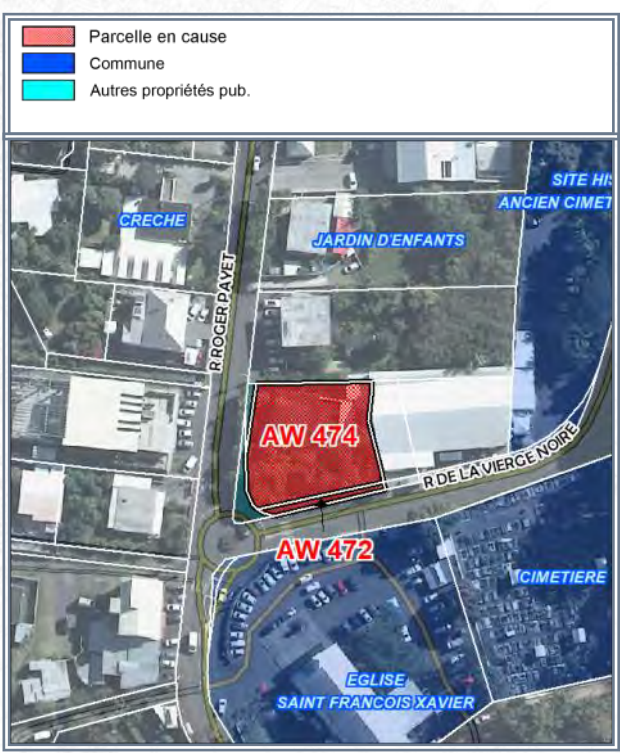 Parcelle en cause
Commune
Autres propriétés pub.
SITE HIS
ANCIEN CIMET
CRECHE
JARDIN D'ENFANTS
R ROGER PAYET
AW 474
R DE LA VIERGE NOIRE
AW 472
CIMETIERE
EGLISE
SAINT FRANCOIS XAVIER